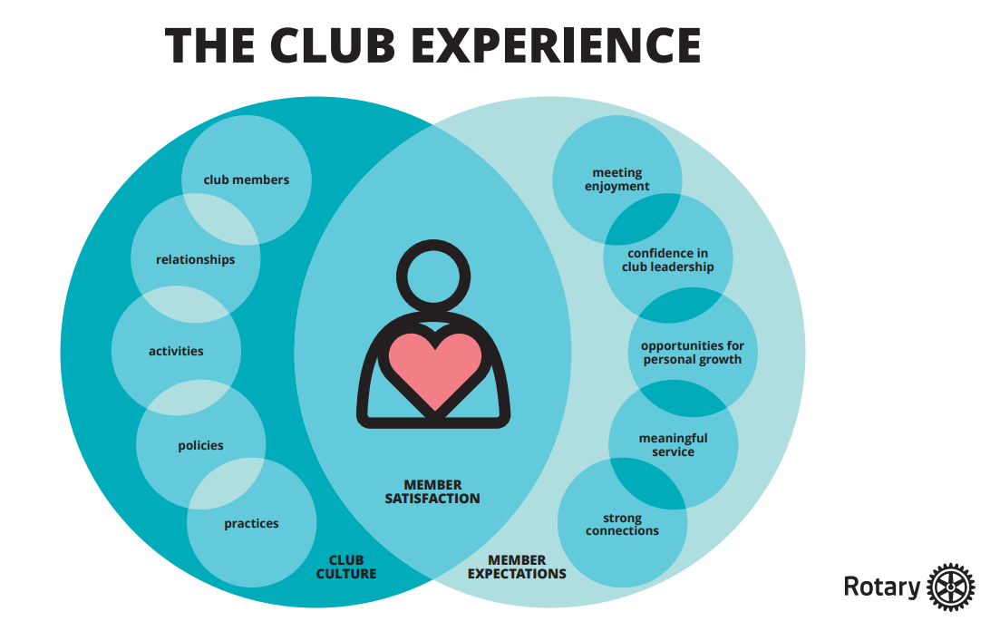 THE CLUB EXPERIENCE
club members
relationships
activities
policies
practices
CLUB
CULTURE
MEMBER
SATISFACTION
meeting
enjoyment
confidence in
club leadership
opportunities for
personal growth
meaningful
service
strong
connections
MEMBER
EXPECTATIONS
Rotary